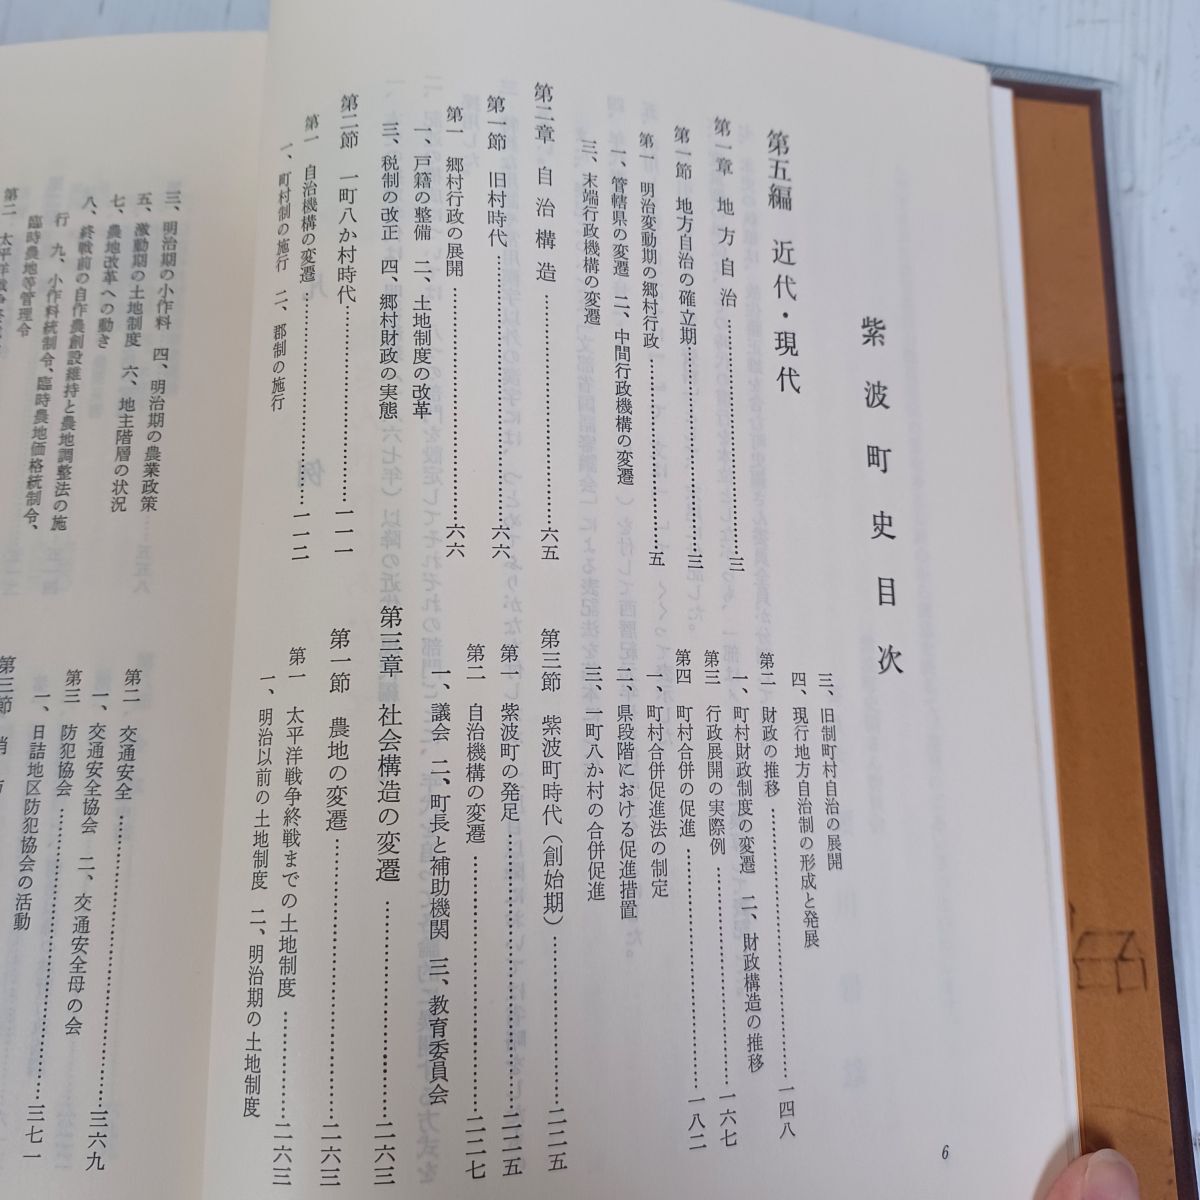 紫波町史目次
第五編 近代・現代
第一章 地方自治……三
第一節 地方自治の確立期……三
第一 明治変動期の郷村行政……五
一、管轄県の変遷 二、中間行政機構の変遷
三、末端行政機構の変遷
第二章 自治構造……六五
第一節 旧村時代……六六
第一 郷村行政の展開……六六
一、戸籍の整備 二、土地制度の改革
三、税制の改正 四、郷村財政の実態
第二節 一町八か村時代……一一一
第一 自治機構の変遷……一一二
一、町村制の施行 二、郡制の施行
三、旧制町村自治の展開
四、現行地方自治制の形成と発展
第二 財政の推移……一四八
一、町村財政制度の変遷 二、財政構造の推移
第三 行政展開の実際例……一六七
第四 町村合併の促進……一八二
一、町村合併促進法の制定
二、県段階における促進措置
三、一町八か村の合併促進
第三節 紫波町時代（創始期）……二二五
第一 紫波町の発足……二二五
第二 自治機構の変遷……二二七
一、議会 二、町長と補助機関 三、教育委員会
第三章 社会構造の変遷……二六三
第一節 農地の変遷……二六三
第一 太平洋戦争終戦までの土地制度……二六三
一、明治以前の土地制度 二、明治期の土地制度
6
三、明治期の小作料 四、明治期の農業政策
五、激動期の土地制度 六、地主階層の状況
七、農地改革への動き
八、終戦前の自作農創設維持と農地調整法の施
行 九、小作料統制令、臨時農地価格統制令、
臨時農地等管理令
第二 太平洋戦争終
第二 交通安全……三六九
一、交通安全協会 二、交通安全母の会
第三 防犯協会……三七一
一、日詰地区防犯協会の活動
第三節 消